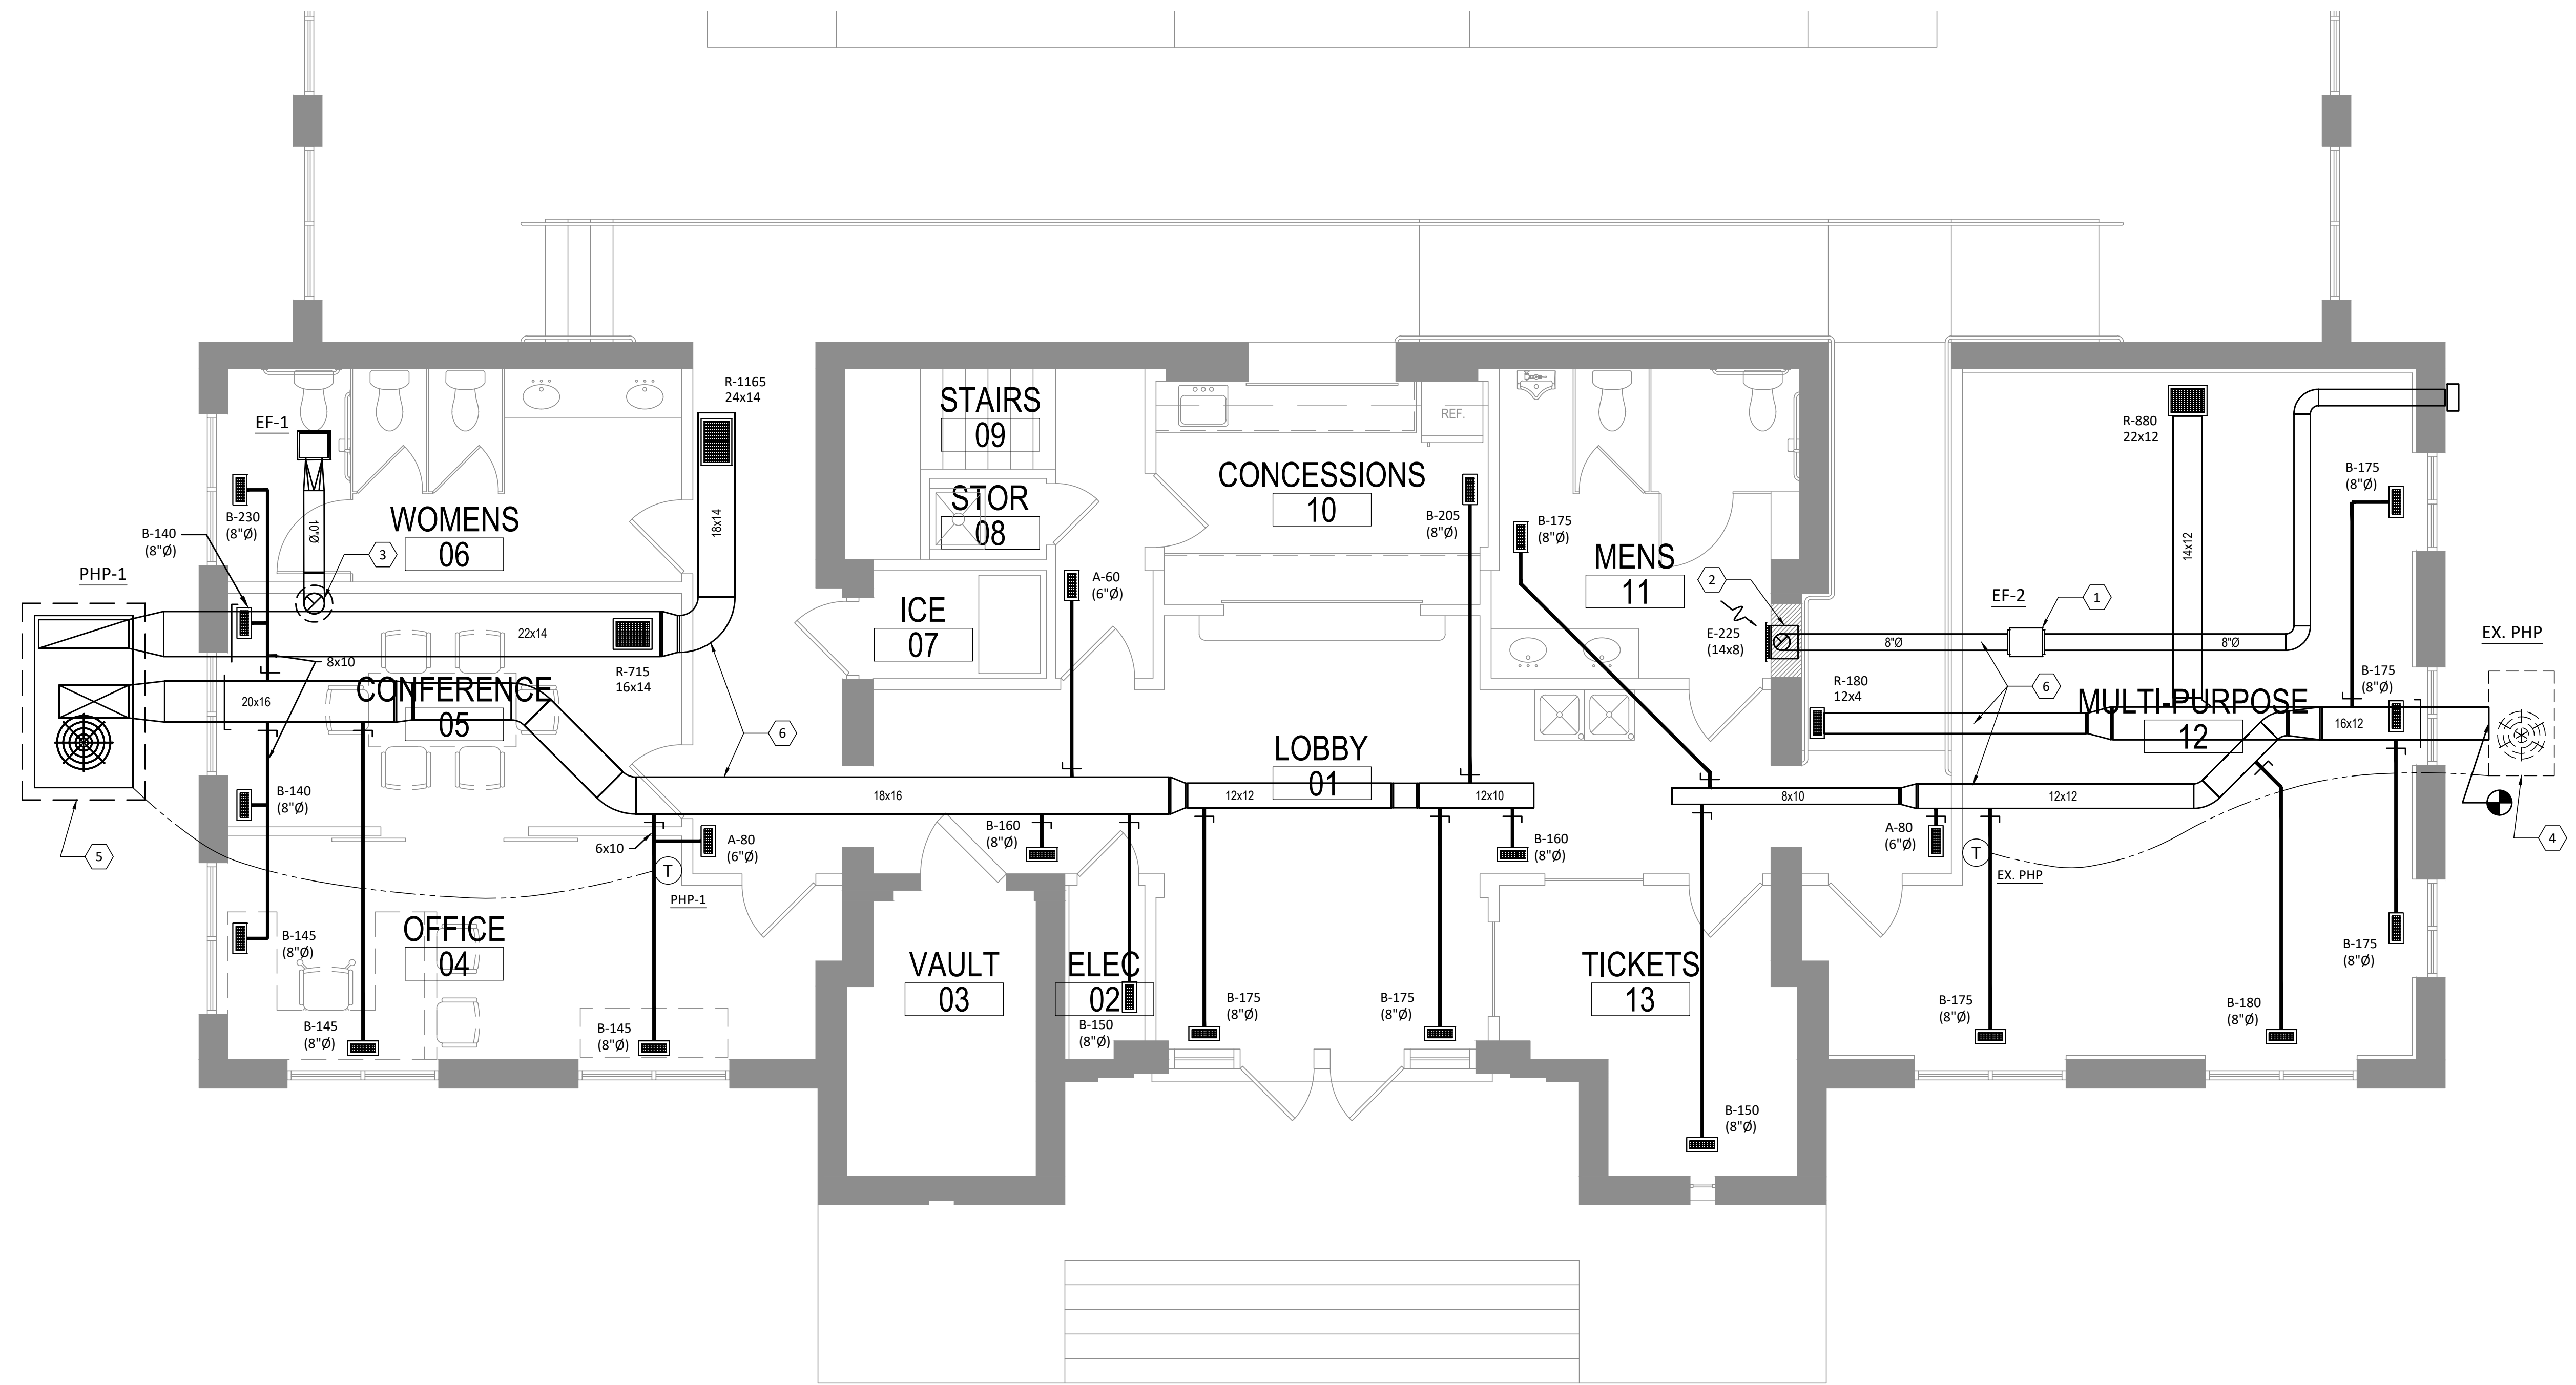 R-1165
24x14
STAIRS
09
REF.
EF-1
R-880
22x12
CONCESSIONS
10
B-175
(8"Ø)
STOR
08
18x14
B-230
(8"Ø)
10"Ø
WOMENS
06
B-205
(8"Ø)
B-175
(8"Ø)
B-140
(8"Ø)
3
14x12
MENS
11
2
PHP-1
A-60
(6"Ø)
EF-2
1
ICE
07
22x14
E-225
(14x8)
8"Ø
8"Ø
EX. PHP
8x10
R-715
16x14
B-175
(8"Ø)
R-180
12x4
6
CONFERENCE
05
20x16
MULTI-PURPOSE
12
16x12
6
LOBBY
01
B-140
(8"Ø)
18x16
12x12
12x10
8x10
12x12
4
5
6x10
A-80
(6"Ø)
B-160
(8"Ø)
B-160
(8"Ø)
A-80
(6"Ø)
T
T
EX. PHP
PHP-1
OFFICE
04
B-145
(8"Ø)
B-175
(8"Ø)
VAULT
03
ELEC
02
TICKETS
13
B-145
(8"Ø)
B-145
(8"Ø)
B-150
(8"Ø)
B-175
(8"Ø)
B-175
(8"Ø)
B-175
(8"Ø)
B-180
(8"Ø)
B-150
(8"Ø)